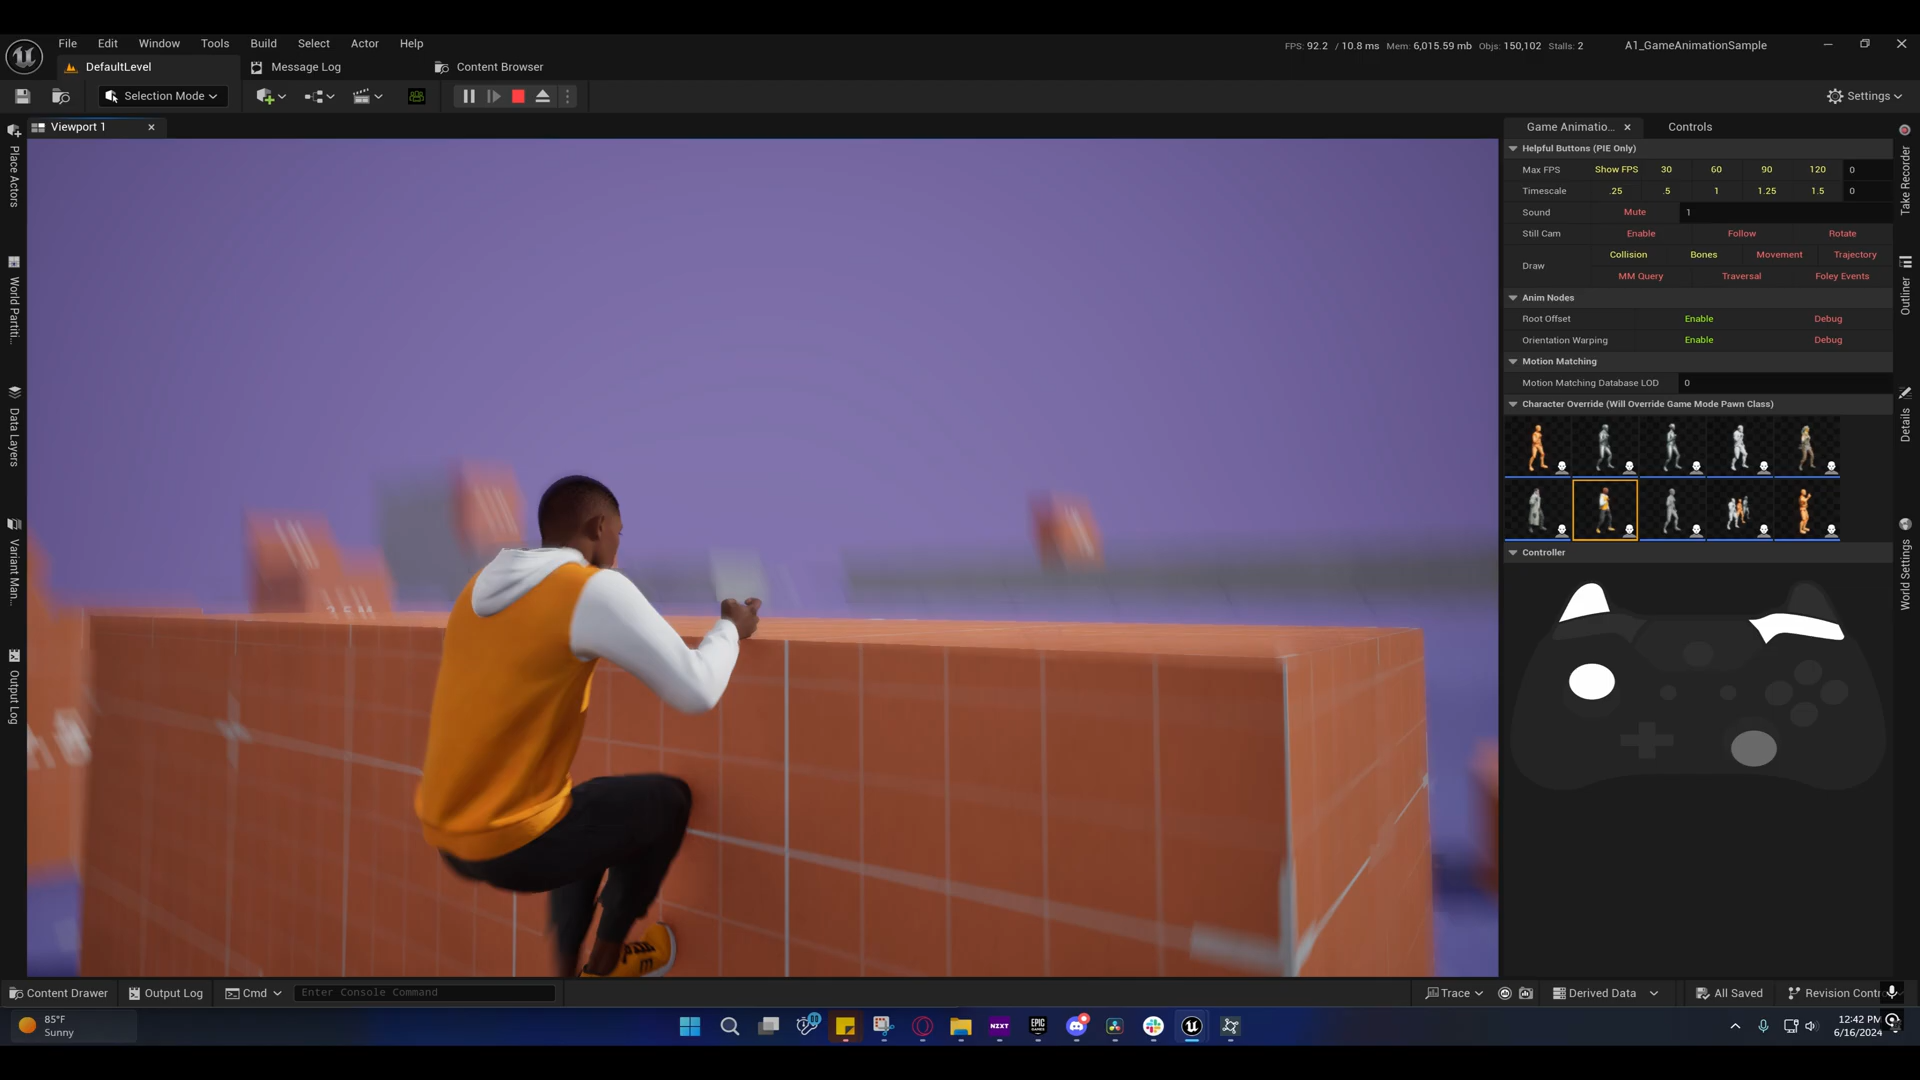 File Edit Window Tools Build Select Actor Help
FPS: 92.2 / 10.8 ms Mem: 6,015.59 mb Objs: 150,102 Stalls: 2
A1_GameAnimationSample
DefaultLevel
Message Log
Content Browser
Selection Mode
Settings
Viewport 1
Game Animatio...
Controls
Place Actors
World Partiti...
Data Layers
Variant Man...
Output Log
2.5 M
Helpful Buttons (PIE Only)
Max FPS Show FPS 30 60 90 120 0
Timescale .25 .5 1 1.25 1.5 0
Sound Mute 1
Still Cam Enable Follow Rotate
Draw Collision Bones Movement Trajectory
MM Query Traversal Foley Events
Anim Nodes
Root Offset Enable Debug
Orientation Warping Enable Debug
Motion Matching
Motion Matching Database LOD 0
Character Override (Will Override Game Mode Pawn Class)
Controller
Take Recorder
Outliner
Details
World Settings
Content Drawer
Output Log
Cmd
Enter Console Command
Trace
Derived Data
All Saved
Revision Contr
85°F
Sunny
NZXT
EPIC GAMES
12:42 PM
6/16/2024